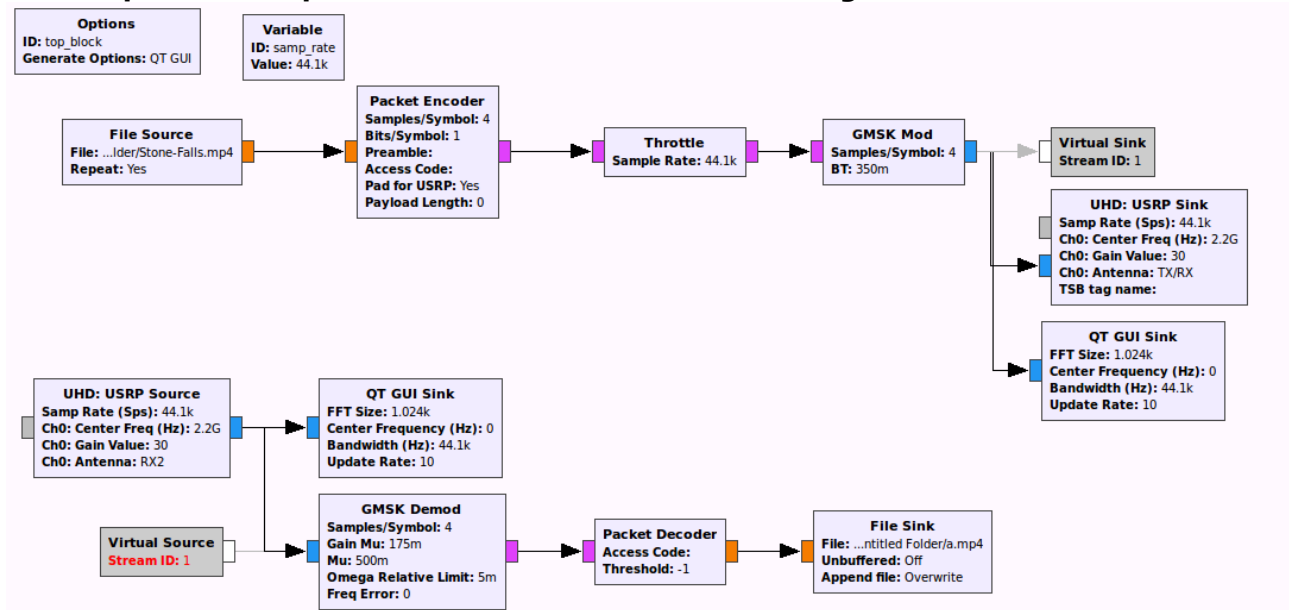 Options
ID: top_block
Generate Options: QT GUI
Variable
ID: samp_rate
Value: 44.1k
File Source
File: ...lder/Stone-Falls.mp4
Repeat: Yes
Packet Encoder
Samples/Symbol: 4
Bits/Symbol: 1
Preamble:
Access Code:
Pad for USRP: Yes
Payload Length: 0
Throttle
Sample Rate: 44.1k
GMSK Mod
Samples/Symbol: 4
BT: 350m
Virtual Sink
Stream ID: 1
UHD: USRP Sink
Samp Rate (Sps): 44.1k
Ch0: Center Freq (Hz): 2.2G
Ch0: Gain Value: 30
Ch0: Antenna: TX/RX
TSB tag name:
QT GUI Sink
FFT Size: 1.024k
Center Frequency (Hz): 0
Bandwidth (Hz): 44.1k
Update Rate: 10
UHD: USRP Source
Samp Rate (Sps): 44.1k
Ch0: Center Freq (Hz): 2.2G
Ch0: Gain Value: 30
Ch0: Antenna: RX2
QT GUI Sink
FFT Size: 1.024k
Center Frequency (Hz): 0
Bandwidth (Hz): 44.1k
Update Rate: 10
Virtual Source
Stream ID: 1
GMSK Demod
Samples/Symbol: 4
Gain Mu: 175m
Mu: 500m
Omega Relative Limit: 5m
Freq Error: 0
Packet Decoder
Access Code:
Threshold: -1
File Sink
File: ...ntitled Folder/a.mp4
Unbuffered: Off
Append file: Overwrite